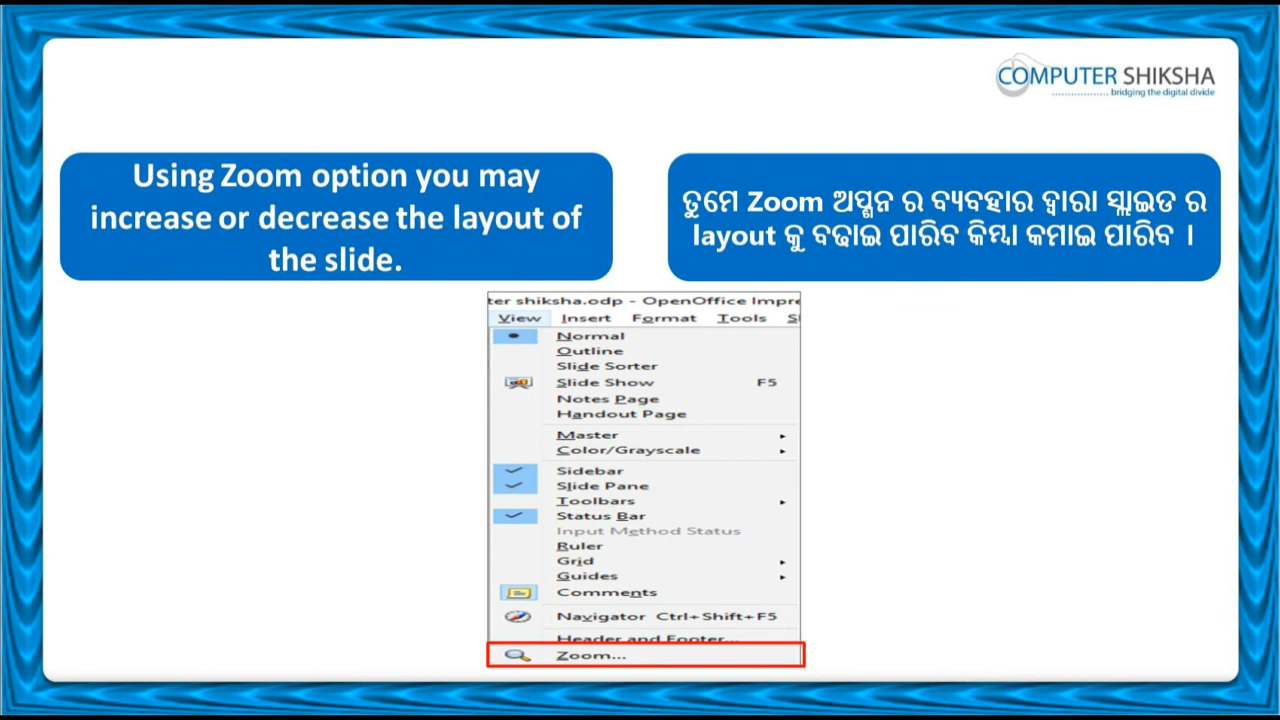 COMPUTER SHIKSHA
bridging the digital divide
Using Zoom option you may
increase or decrease the layout of
the slide.
ତୁମେ Zoom ଅପ୍ସନ ର ବ୍ୟବହାର ଦ୍ୱାରା ସ୍ଲାଇଡ ର
layout କୁ ବଢାଇ ପାରିବ କିମ୍ବା କମାଇ ପାରିବ ।
ter shiksha.odp - OpenOffice Impre
View Insert Format Tools S
Normal
Outline
Slide Sorter
Slide Show F5
Notes Page
Handout Page
Master
Color/Grayscale
Sidebar
Slide Pane
Toolbars
Status Bar
Input Method Status
Ruler
Grid
Guides
Comments
Navigator Ctrl+Shift+F5
Header and Footer...
Zoom...